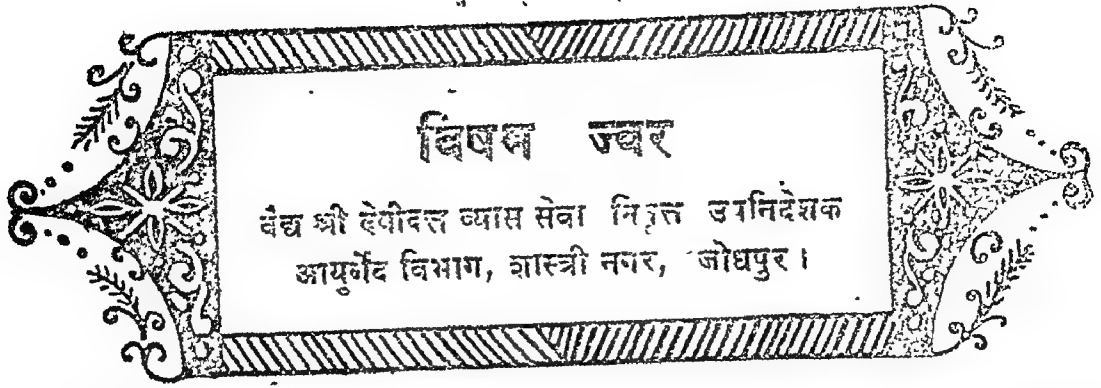 विषम ज्वर
वैद्य श्री देवीदत्त व्यास सेवा निवृत्त उपनिदेशक
आयुर्वेद विभाग, शास्त्री नगर, जोधपुर।